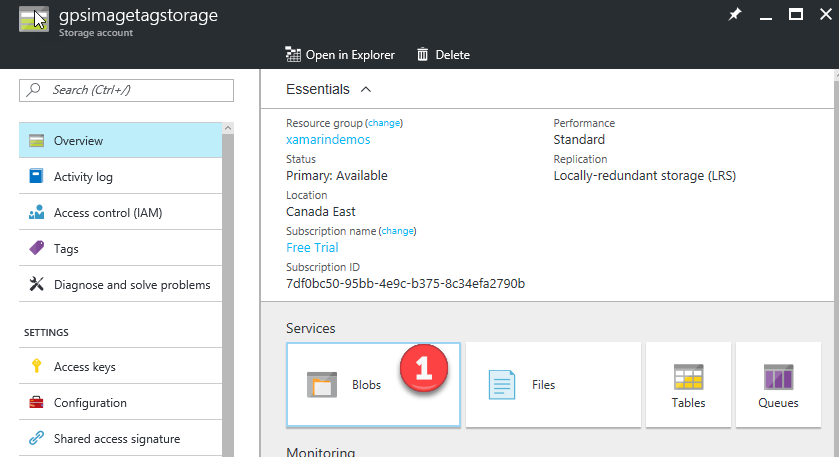 gpsimagetagstorage
Storage account
Open in Explorer
Delete
Search (Ctrl+/)
Overview
Activity log
Access control (IAM)
Tags
Diagnose and solve problems
SETTINGS
Access keys
Configuration
Shared access signature
Essentials
Resource group (change)
xamarindemos
Status
Primary: Available
Location
Canada East
Subscription name (change)
Free Trial
Subscription ID
7df0bc50-95bb-4e9c-b375-8c34efa2790b
Performance
Standard
Replication
Locally-redundant storage (LRS)
Services
Blobs
1
Files
Tables
Queues
Monitoring